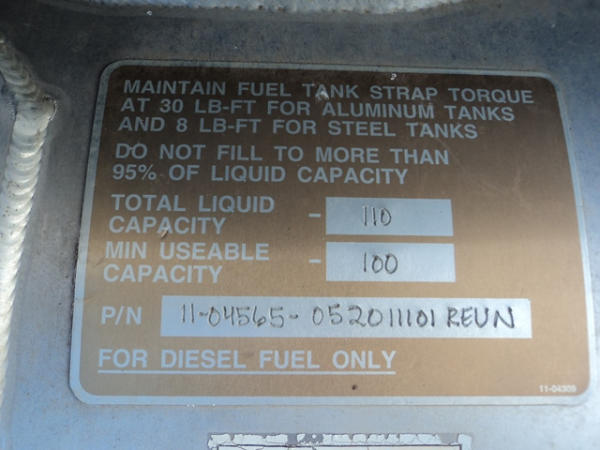 MAINTAIN FUEL TANK STRAP TORQUE
AT 30 LB-FT FOR ALUMINUM TANKS
AND 8 LB-FT FOR STEEL TANKS
DO NOT FILL TO MORE THAN
95% OF LIQUID CAPACITY
TOTAL LIQUID
CAPACITY - 110
MIN USEABLE
CAPACITY - 100
P/N 11-04565-052011101 REUN
FOR DIESEL FUEL ONLY
11-04309